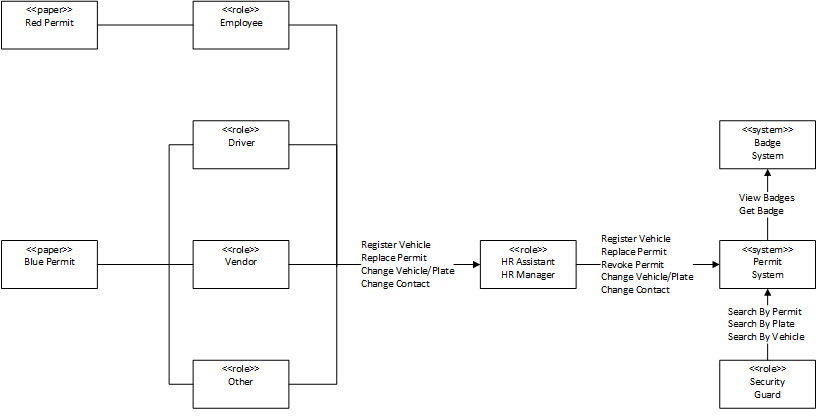 <<paper>>
Red Permit
<<role>>
Employee
<<role>>
Driver
<<system>>
Badge
System
View Badges
Get Badge
<<paper>>
Blue Permit
<<role>>
Vendor
Register Vehicle
Replace Permit
Change Vehicle/Plate
Change Contact
<<role>>
HR Assistant
HR Manager
Register Vehicle
Replace Permit
Revoke Permit
Change Vehicle/Plate
Change Contact
<<system>>
Permit
System
Search By Permit
Search By Plate
Search By Vehicle
<<role>>
Other
<<role>>
Security
Guard